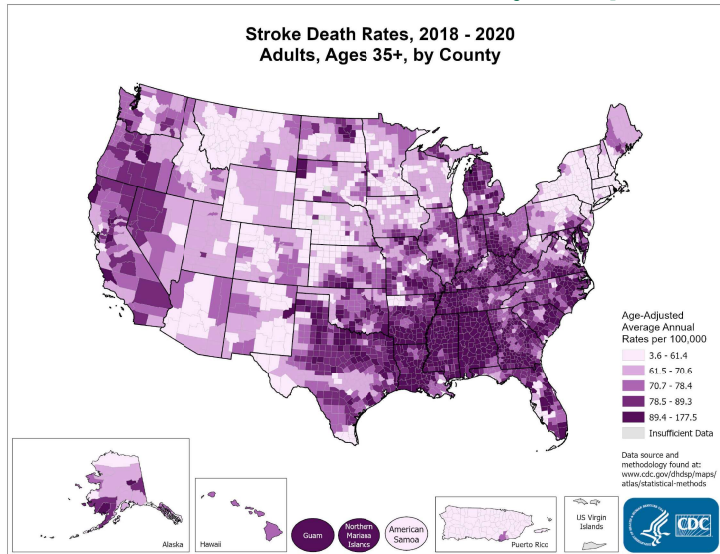 Stroke Death Rates, 2018 - 2020
Adults, Ages 35+, by County
Age-Adjusted
Average Annual
Rates per 100,000
3.6 - 61.4
61.5 - 70.6
70.7 - 78.4
78.5 - 89.3
89.4 - 177.5
Insufficient Data
Data source and
methodology found at:
www.cdc.gov/dhdsp/maps/
atlas/statistical-methods
Alaska
Hawaii
Guam
Northern
Mariana
Islands
American
Samoa
Puerto Rico
US Virgin
Islands
CDC